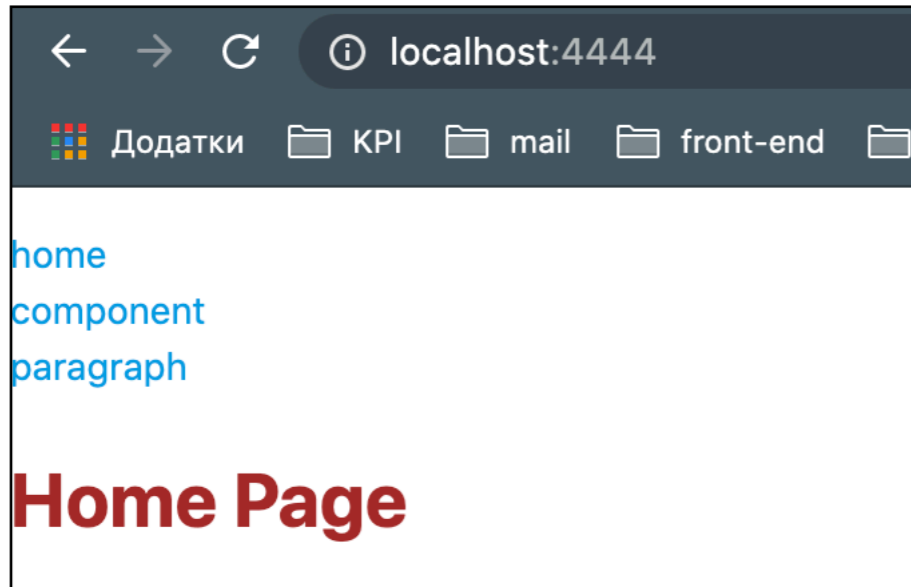 localhost:4444
Додатки KPI mail front-end
home
component
paragraph
Home Page